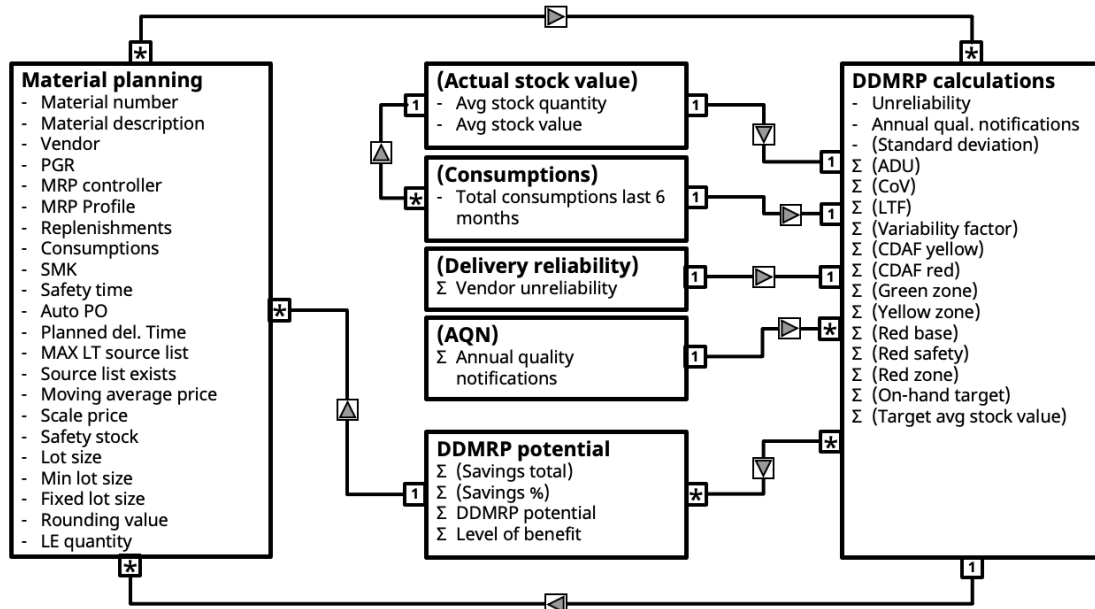 Material planning
- Material number
- Material description
- Vendor
- PGR
- MRP controller
- MRP Profile
- Replenishments
- Consumptions
- SMK
- Safety time
- Auto PO
- Planned del. Time
- MAX LT source list
- Source list exists
- Moving average price
- Scale price
- Safety stock
- Lot size
- Min lot size
- Fixed lot size
- Rounding value
- LE quantity
*
*
*
(Actual stock value)
- Avg stock quantity
- Avg stock value
1
1
(Consumptions)
- Total consumptions last 6
months
*
1
(Delivery reliability)
Σ Vendor unreliability
1
(AQN)
Σ Annual quality
notifications
1
DDMRP potential
Σ (Savings total)
Σ (Savings %)
Σ DDMRP potential
Σ Level of benefit
1
*
DDMRP calculations
- Unreliability
- Annual qual. notifications
- (Standard deviation)
Σ (ADU)
Σ (CoV)
Σ (LTF)
Σ (Variability factor)
Σ (CDAF yellow)
Σ (CDAF red)
Σ (Green zone)
Σ (Yellow zone)
Σ (Red base)
Σ (Red safety)
Σ (Red zone)
Σ (On-hand target)
Σ (Target avg stock value)
*
1
1
1
*
*
1